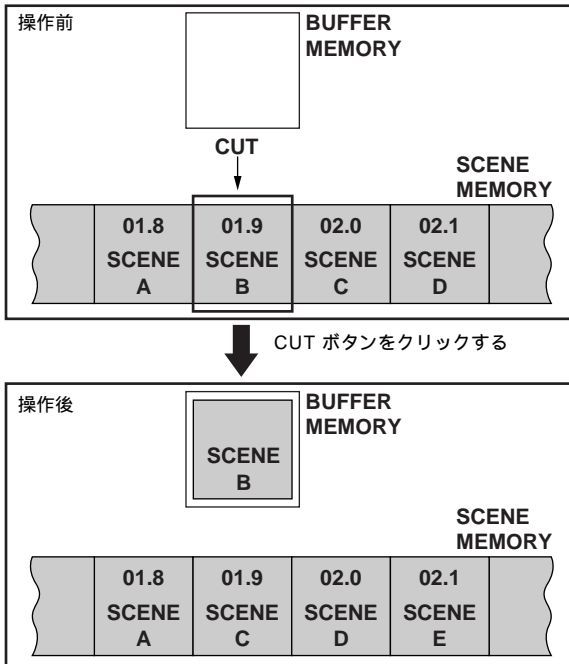 操作前
BUFFER
MEMORY
CUT
SCENE
MEMORY
01.8 01.9 02.0 02.1
SCENE SCENE SCENE SCENE
A B C D
CUT ボタンをクリックする
操作後
BUFFER
MEMORY
SCENE
B
SCENE
MEMORY
01.8 01.9 02.0 02.1
SCENE SCENE SCENE SCENE
A C D E